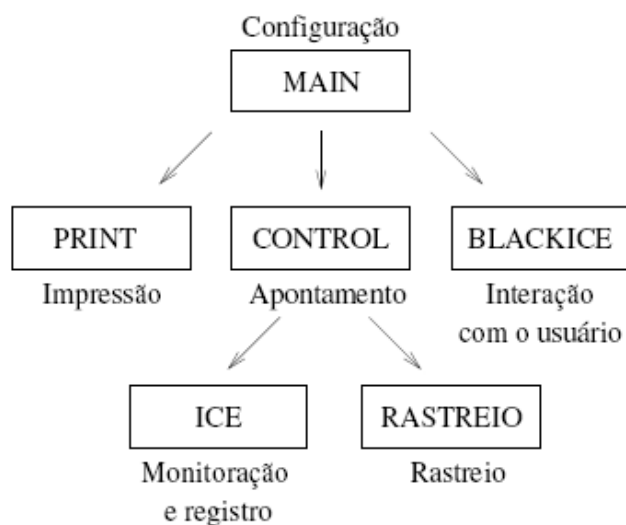 Configuração
MAIN
PRINT
CONTROL
BLACKICE
Impressão
Apontamento
Interação
com o usuário
ICE
RASTREIO
Monitoração
e registro
Rastreio